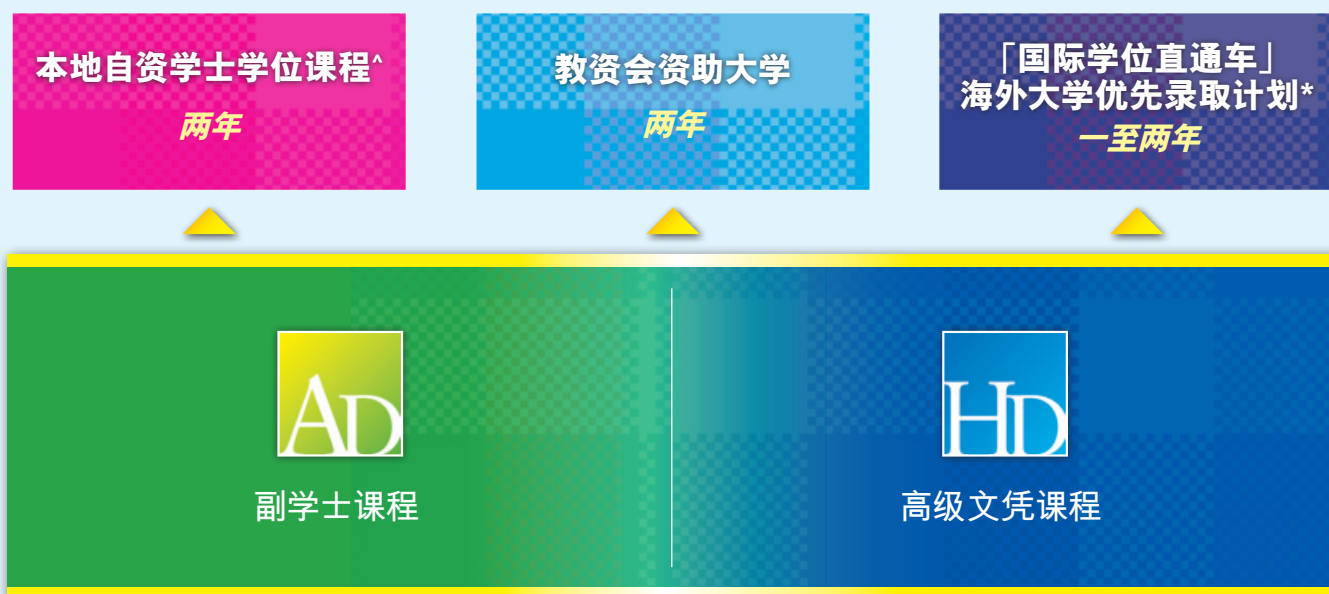 本地自资学士学位课程^
两年
教资会资助大学
两年
「国际学位直通车」
海外大学优先录取计划*
一至两年
AD
副学士课程
HD
高级文凭课程